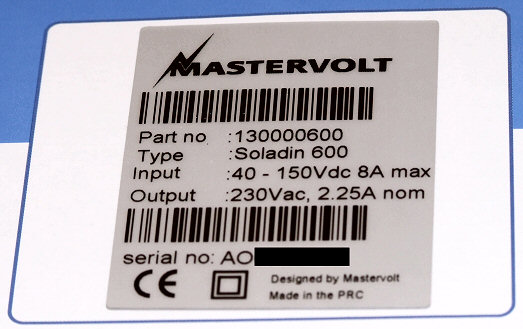 MASTERVOLT
Part no :130000600
Type :Soladin 600
Input :40 - 150Vdc 8A max
Output :230Vac, 2.25A nom
serial no: AO
CE Designed by Mastervolt
Made in the PRC